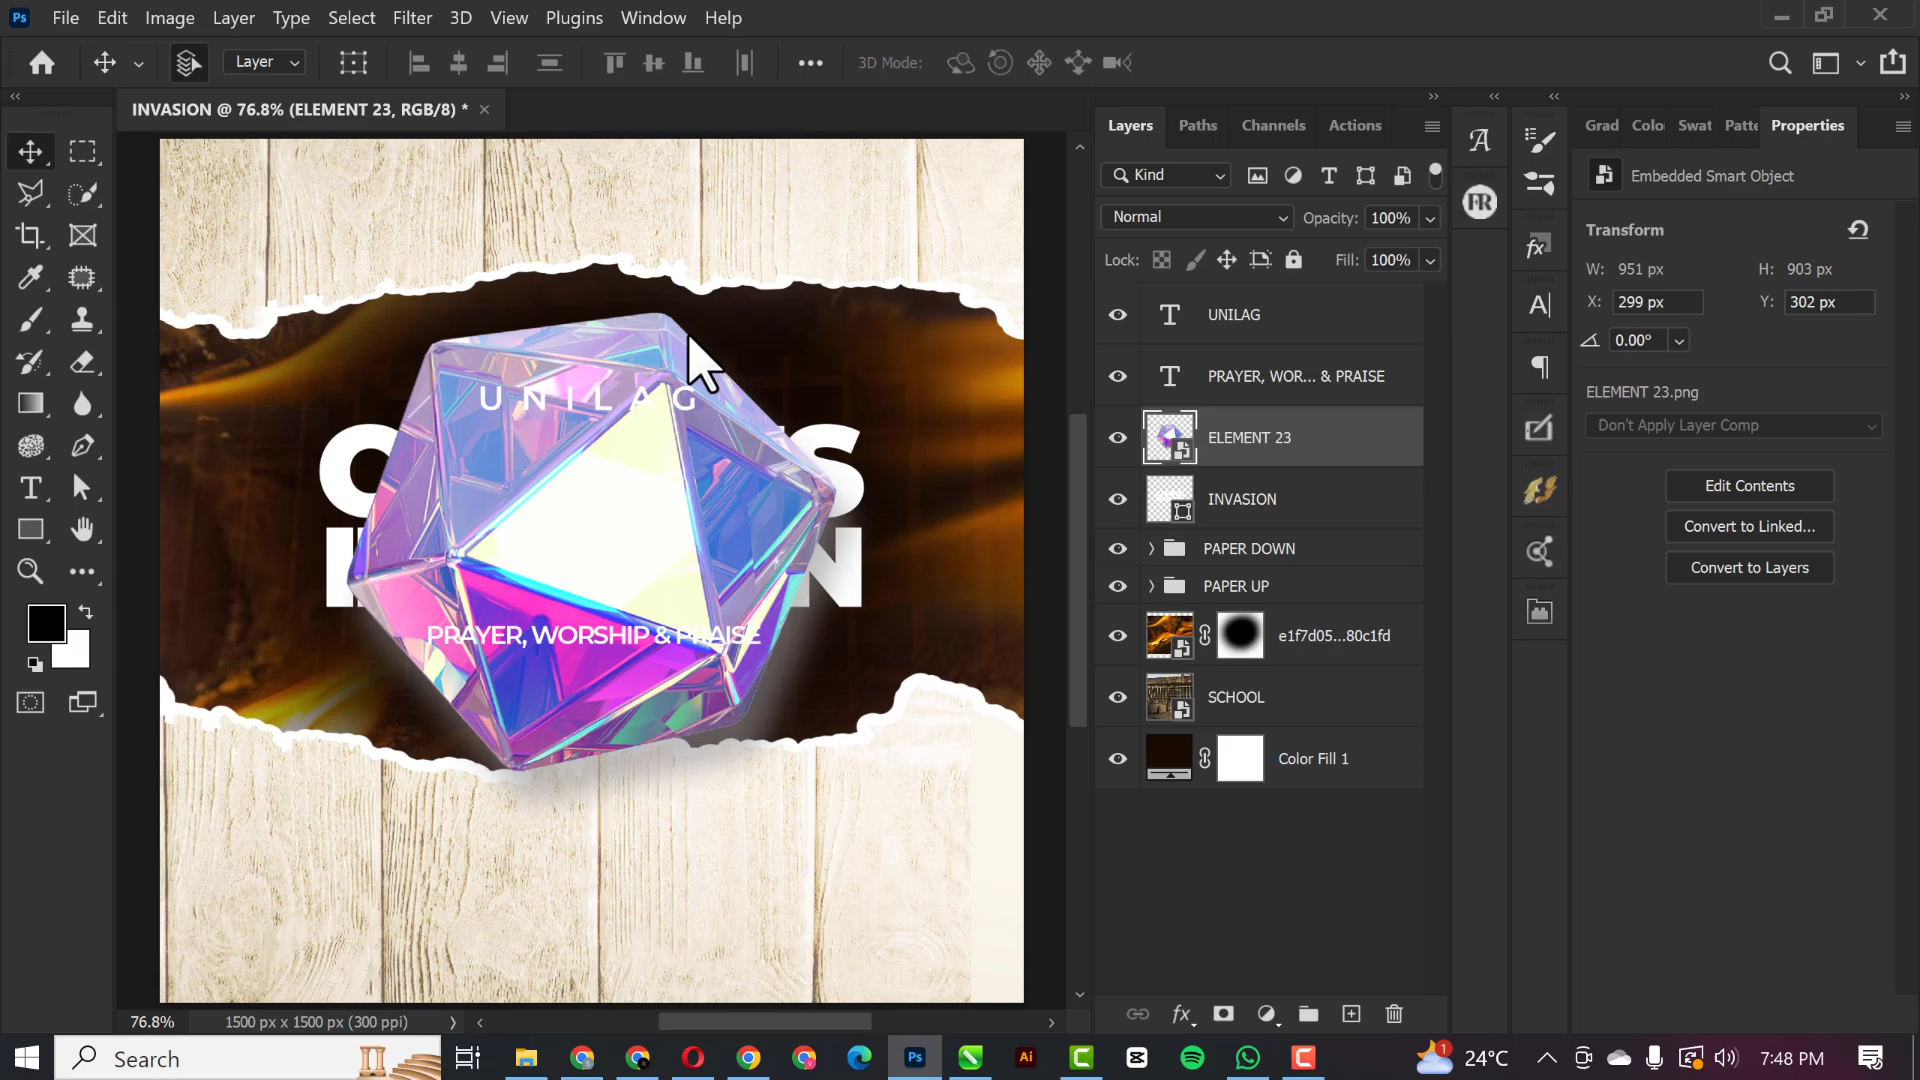 Ps File Edit Image Layer Type Select Filter 3D View Plugins Window Help
Layer 3D Mode:
INVASION @ 76.8% (ELEMENT 23, RGB/8) *
UNILAG
PRAYER, WORSHIP & PRAISE
76.8% 1500 px x 1500 px (300 ppi)
Layers Paths Channels Actions
Kind
Normal Opacity: 100%
Lock: Fill: 100%
UNILAG
PRAYER, WOR... & PRAISE
ELEMENT 23
INVASION
PAPER DOWN
PAPER UP
e1f7d05...80c1fd
SCHOOL
Color Fill 1
FR
Grad Colo Swat Patte Properties
Embedded Smart Object
Transform
W: 951 px H: 903 px
X: 299 px Y: 302 px
0.00°
ELEMENT 23.png
Don't Apply Layer Comp
Edit Contents
Convert to Linked...
Convert to Layers
Search
Ps Ai
1 24°C 7:48 PM